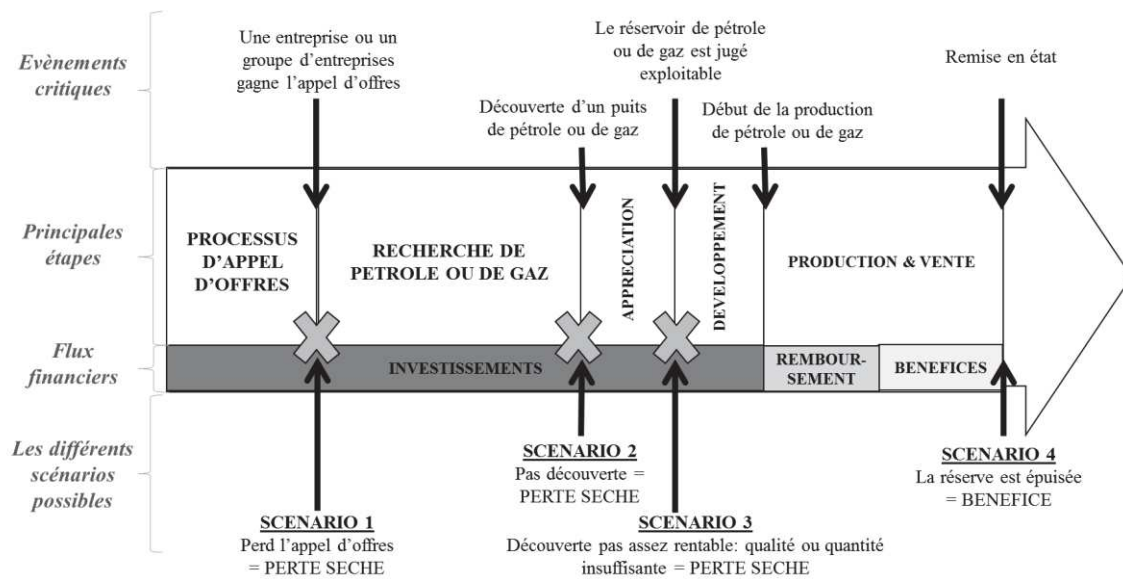 Evènements
critiques
Une entreprise ou un
groupe d'entreprises
gagne l'appel d'offres
Découverte d'un puits
de pétrole ou de gaz
Le réservoir de pétrole
ou de gaz est jugé
exploitable
Début de la production
de pétrole ou de gaz
Remise en état
Principales
étapes
PROCESSUS
D'APPEL
D'OFFRES
RECHERCHE DE
PETROLE OU DE GAZ
APPRECIATION
DEVELOPPEMENT
PRODUCTION & VENTE
Flux
financiers
INVESTISSEMENTS
REMBOUR-
SEMENT
BENEFICES
Les différents
scénarios
possibles
SCENARIO 1
Perd l'appel d'offres
= PERTE SECHE
SCENARIO 2
Pas découverte =
PERTE SECHE
SCENARIO 3
Découverte pas assez rentable: qualité ou quantité
insuffisante = PERTE SECHE
SCENARIO 4
La réserve est épuisée
= BENEFICE